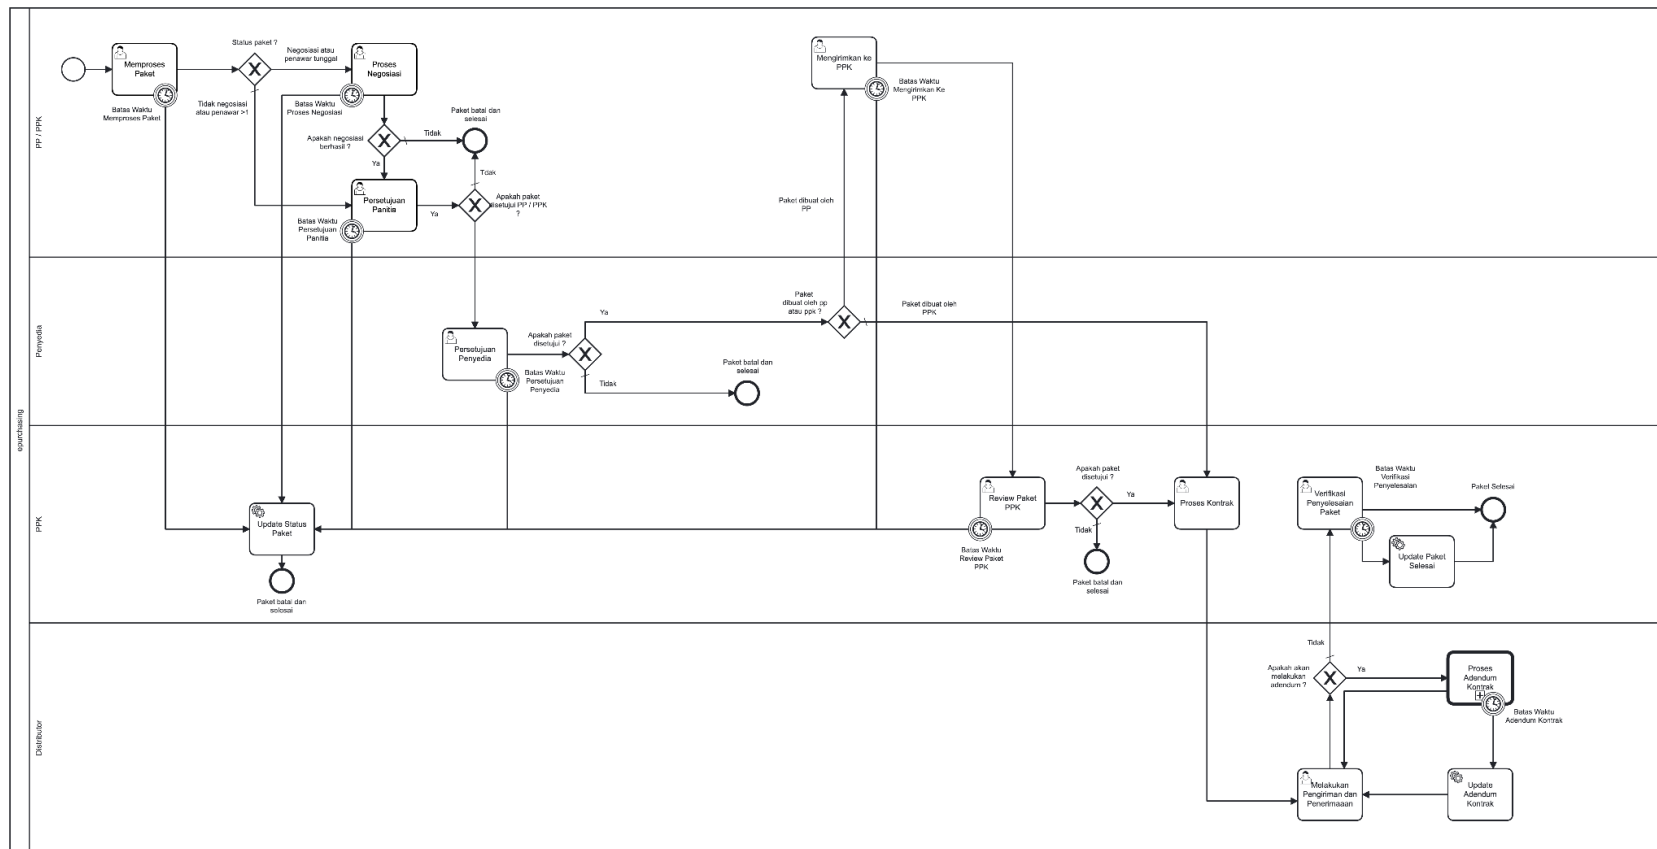 epurchasing
PP / PPK
Memproses
Paket
Batas Waktu
Memproses Paket
Status paket ?
Negosiasi atau
penawar tunggal
Tidak negosiasi
atau penawar >1
Proses
Negosiasi
Batas Waktu
Proses Negosiasi
Apakah negosiasi
berhasil ?
Tidak
Ya
Paket batal dan
selesai
Persetujuan
Panitia
Batas Waktu
Persetujuan
Panitia
Ya
Tdak
Apakah paket
disetujui PP / PPK
?
Mengirimkan ke
PPK
Batas Waktu
Mengirimkan Ke
PPK
Paket dibuat oleh
PP
Penyedia
Persetujuan
Penyedia
Batas Waktu
Persetujuan
Penyedia
Apakah paket
disetujui ?
Ya
Tidak
Paket batal dan
selesai
Paket
dibuat oleh pp
atau ppk ?
Paket dibuat oleh
PPK
PPK
Update Status
Paket
Paket batal dan
selesai
Review Paket
PPK
Batas Waktu
Review Paket
PPK
Apakah paket
disetujui ?
Ya
Tidak
Paket batal dan
selesai
Proses Kontrak
Verifikasi
Penyelesaian
Paket
Batas Waktu
Verifikasi
Penyelesaian
Update Paket
Selesai
Paket Selesai
Distributor
Tidak
Apakah akan
melakukan
adendum ?
Ya
Proses
Adendum
Kontrak
Batas Waktu
Adendum Kontrak
Melakukan
Pengiriman dan
Penerimaaan
Update
Adendum
Kontrak